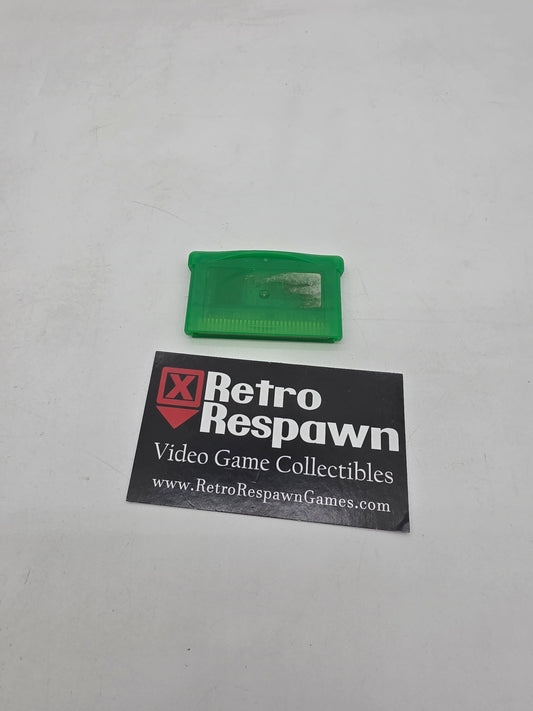 X Retro
Respawn
Video Game Collectibles
www.RetroRespawnGames.com